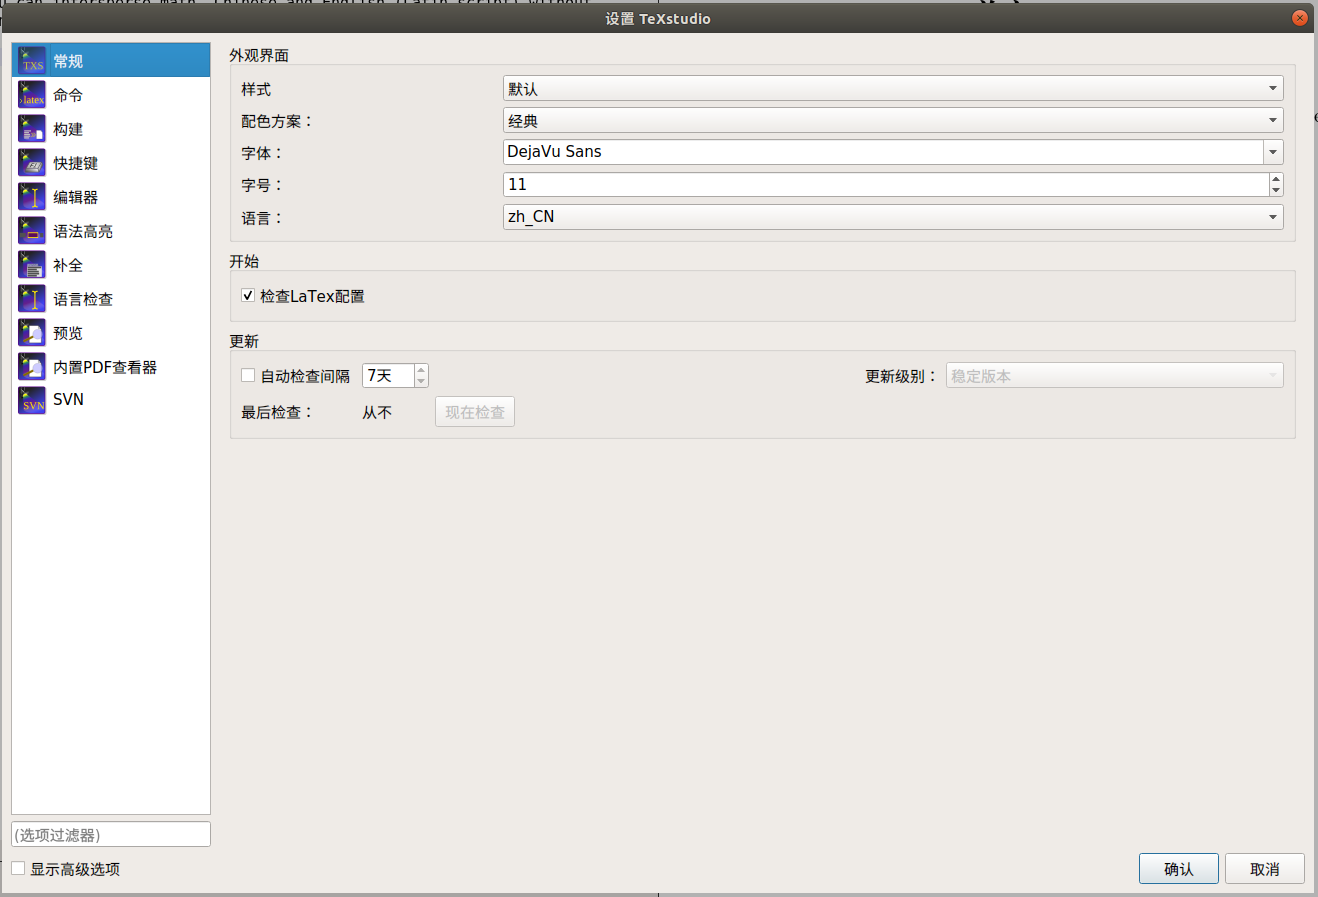 设置 TeXstudio
TXS 常规
latex 命令
构建
快捷键
编辑器
语法高亮
补全
语言检查
预览
内置PDF查看器
SVN SVN
(选项过滤器)
显示高级选项
外观界面
样式 默认
配色方案： 经典
字体： DejaVu Sans
字号： 11
语言： zh_CN
开始
检查LaTex配置
更新
自动检查间隔 7天 更新级别： 稳定版本
最后检查： 从不 现在检查
确认 取消